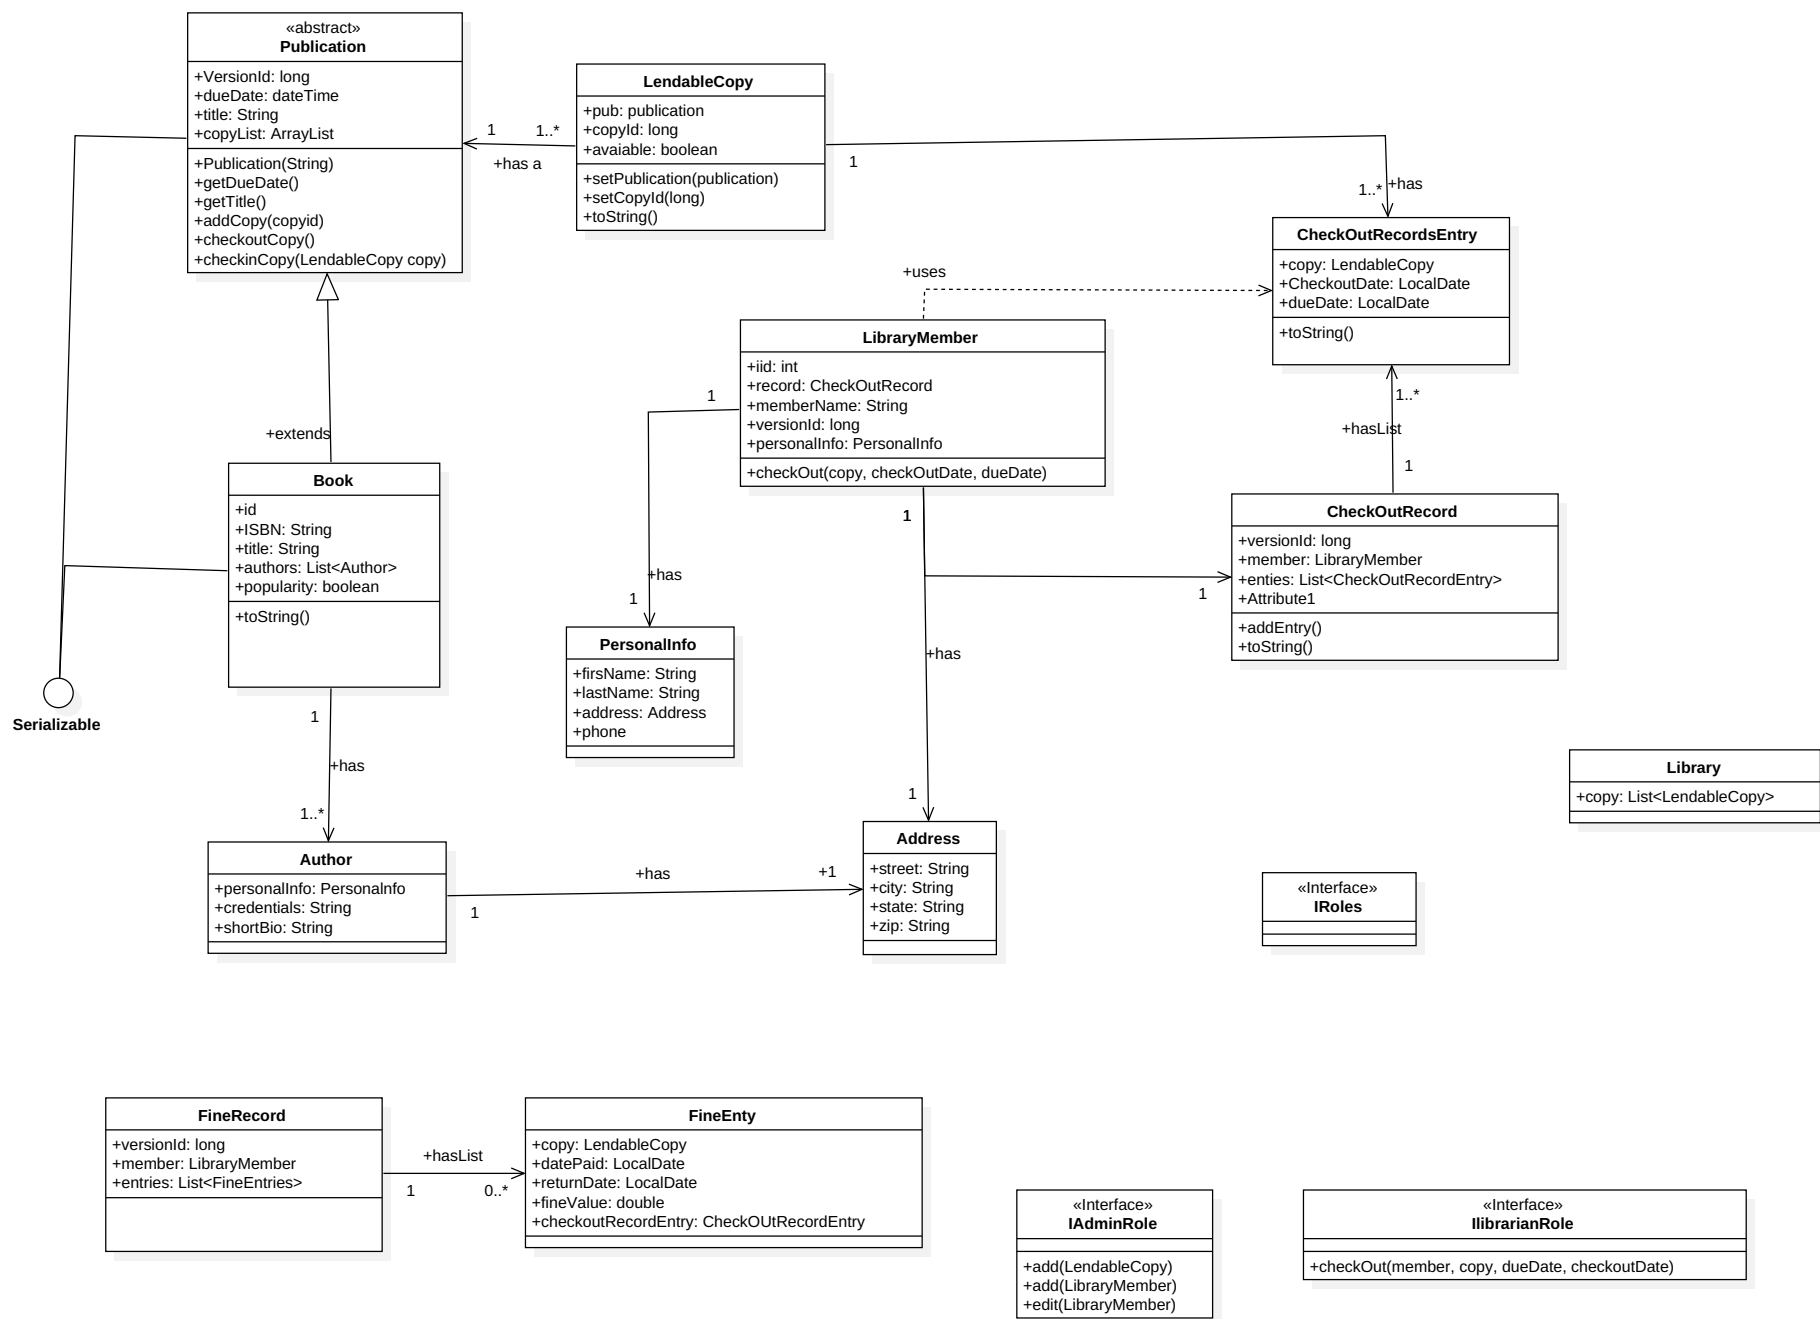 «abstract»
Publication
+VersionId: long
+dueDate: dateTime
+title: String
+copyList: ArrayList
+Publication(String)
+getDueDate()
+getTitle()
+addCopy(copyid)
+checkoutCopy()
+checkinCopy(LendableCopy copy)
1
1..*
+has a
LendableCopy
+pub: publication
+copyId: long
+avaiable: boolean
+setPublication(publication)
+setCopyId(long)
+toString()
1
1..*
+has
CheckOutRecordsEntry
+copy: LendableCopy
+CheckoutDate: LocalDate
+dueDate: LocalDate
+toString()
+uses
LibraryMember
+iid: int
+record: CheckOutRecord
+memberName: String
+versionId: long
+personalInfo: PersonalInfo
+checkOut(copy, checkOutDate, dueDate)
1
+has
1
1..*
+hasList
1
+extends
Book
+id
+ISBN: String
+title: String
+authors: List<Author>
+popularity: boolean
+toString()
1
1
CheckOutRecord
+versionId: long
+member: LibraryMember
+enties: List<CheckOutRecordEntry>
+Attribute1
+addEntry()
+toString()
PersonalInfo
+firsName: String
+lastName: String
+address: Address
+phone
+has
1
Serializable
1
+has
1..*
Library
+copy: List<LendableCopy>
Author
+personalInfo: PersonaInfo
+credentials: String
+shortBio: String
+has
+1
1
Address
+street: String
+city: String
+state: String
+zip: String
«Interface»
IRoles
FineRecord
+versionId: long
+member: LibraryMember
+entries: List<FineEntries>
+hasList
1
0..*
FineEnty
+copy: LendableCopy
+datePaid: LocalDate
+returnDate: LocalDate
+fineValue: double
+checkoutRecordEntry: CheckOUtRecordEntry
«Interface»
IAdminRole
+add(LendableCopy)
+add(LibraryMember)
+edit(LibraryMember)
«Interface»
IlibrarianRole
+checkOut(member, copy, dueDate, checkoutDate)